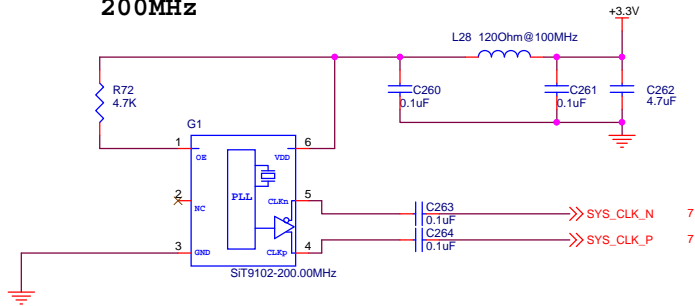 200MHz
+3.3V
L28 120Ohm@100MHz
R72
4.7K
C260
0.1uF
C261
0.1uF
C262
4.7uF
G1
1
OE
6
VDD
2
NC
PLL
5
CLKn
3
GND
4
CLKp
SiT9102-200.00MHz
C263
0.1uF
SYS_CLK_N 7
C264
0.1uF
SYS_CLK_P 7